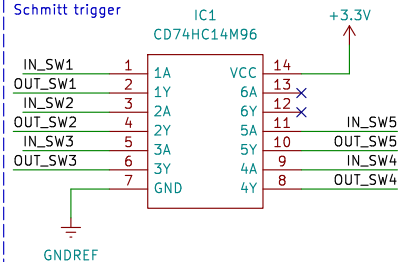 Schmitt trigger
IC1
CD74HC14M96
+3.3V
IN_SW1 1 1A VCC 14
OUT_SW1 2 1Y 6A 13
IN_SW2 3 2A 6Y 12
OUT_SW2 4 2Y 5A 11 IN_SW5
IN_SW3 5 3A 5Y 10 OUT_SW5
OUT_SW3 6 3Y 4A 9 IN_SW4
7 GND 4Y 8 OUT_SW4
GNDREF